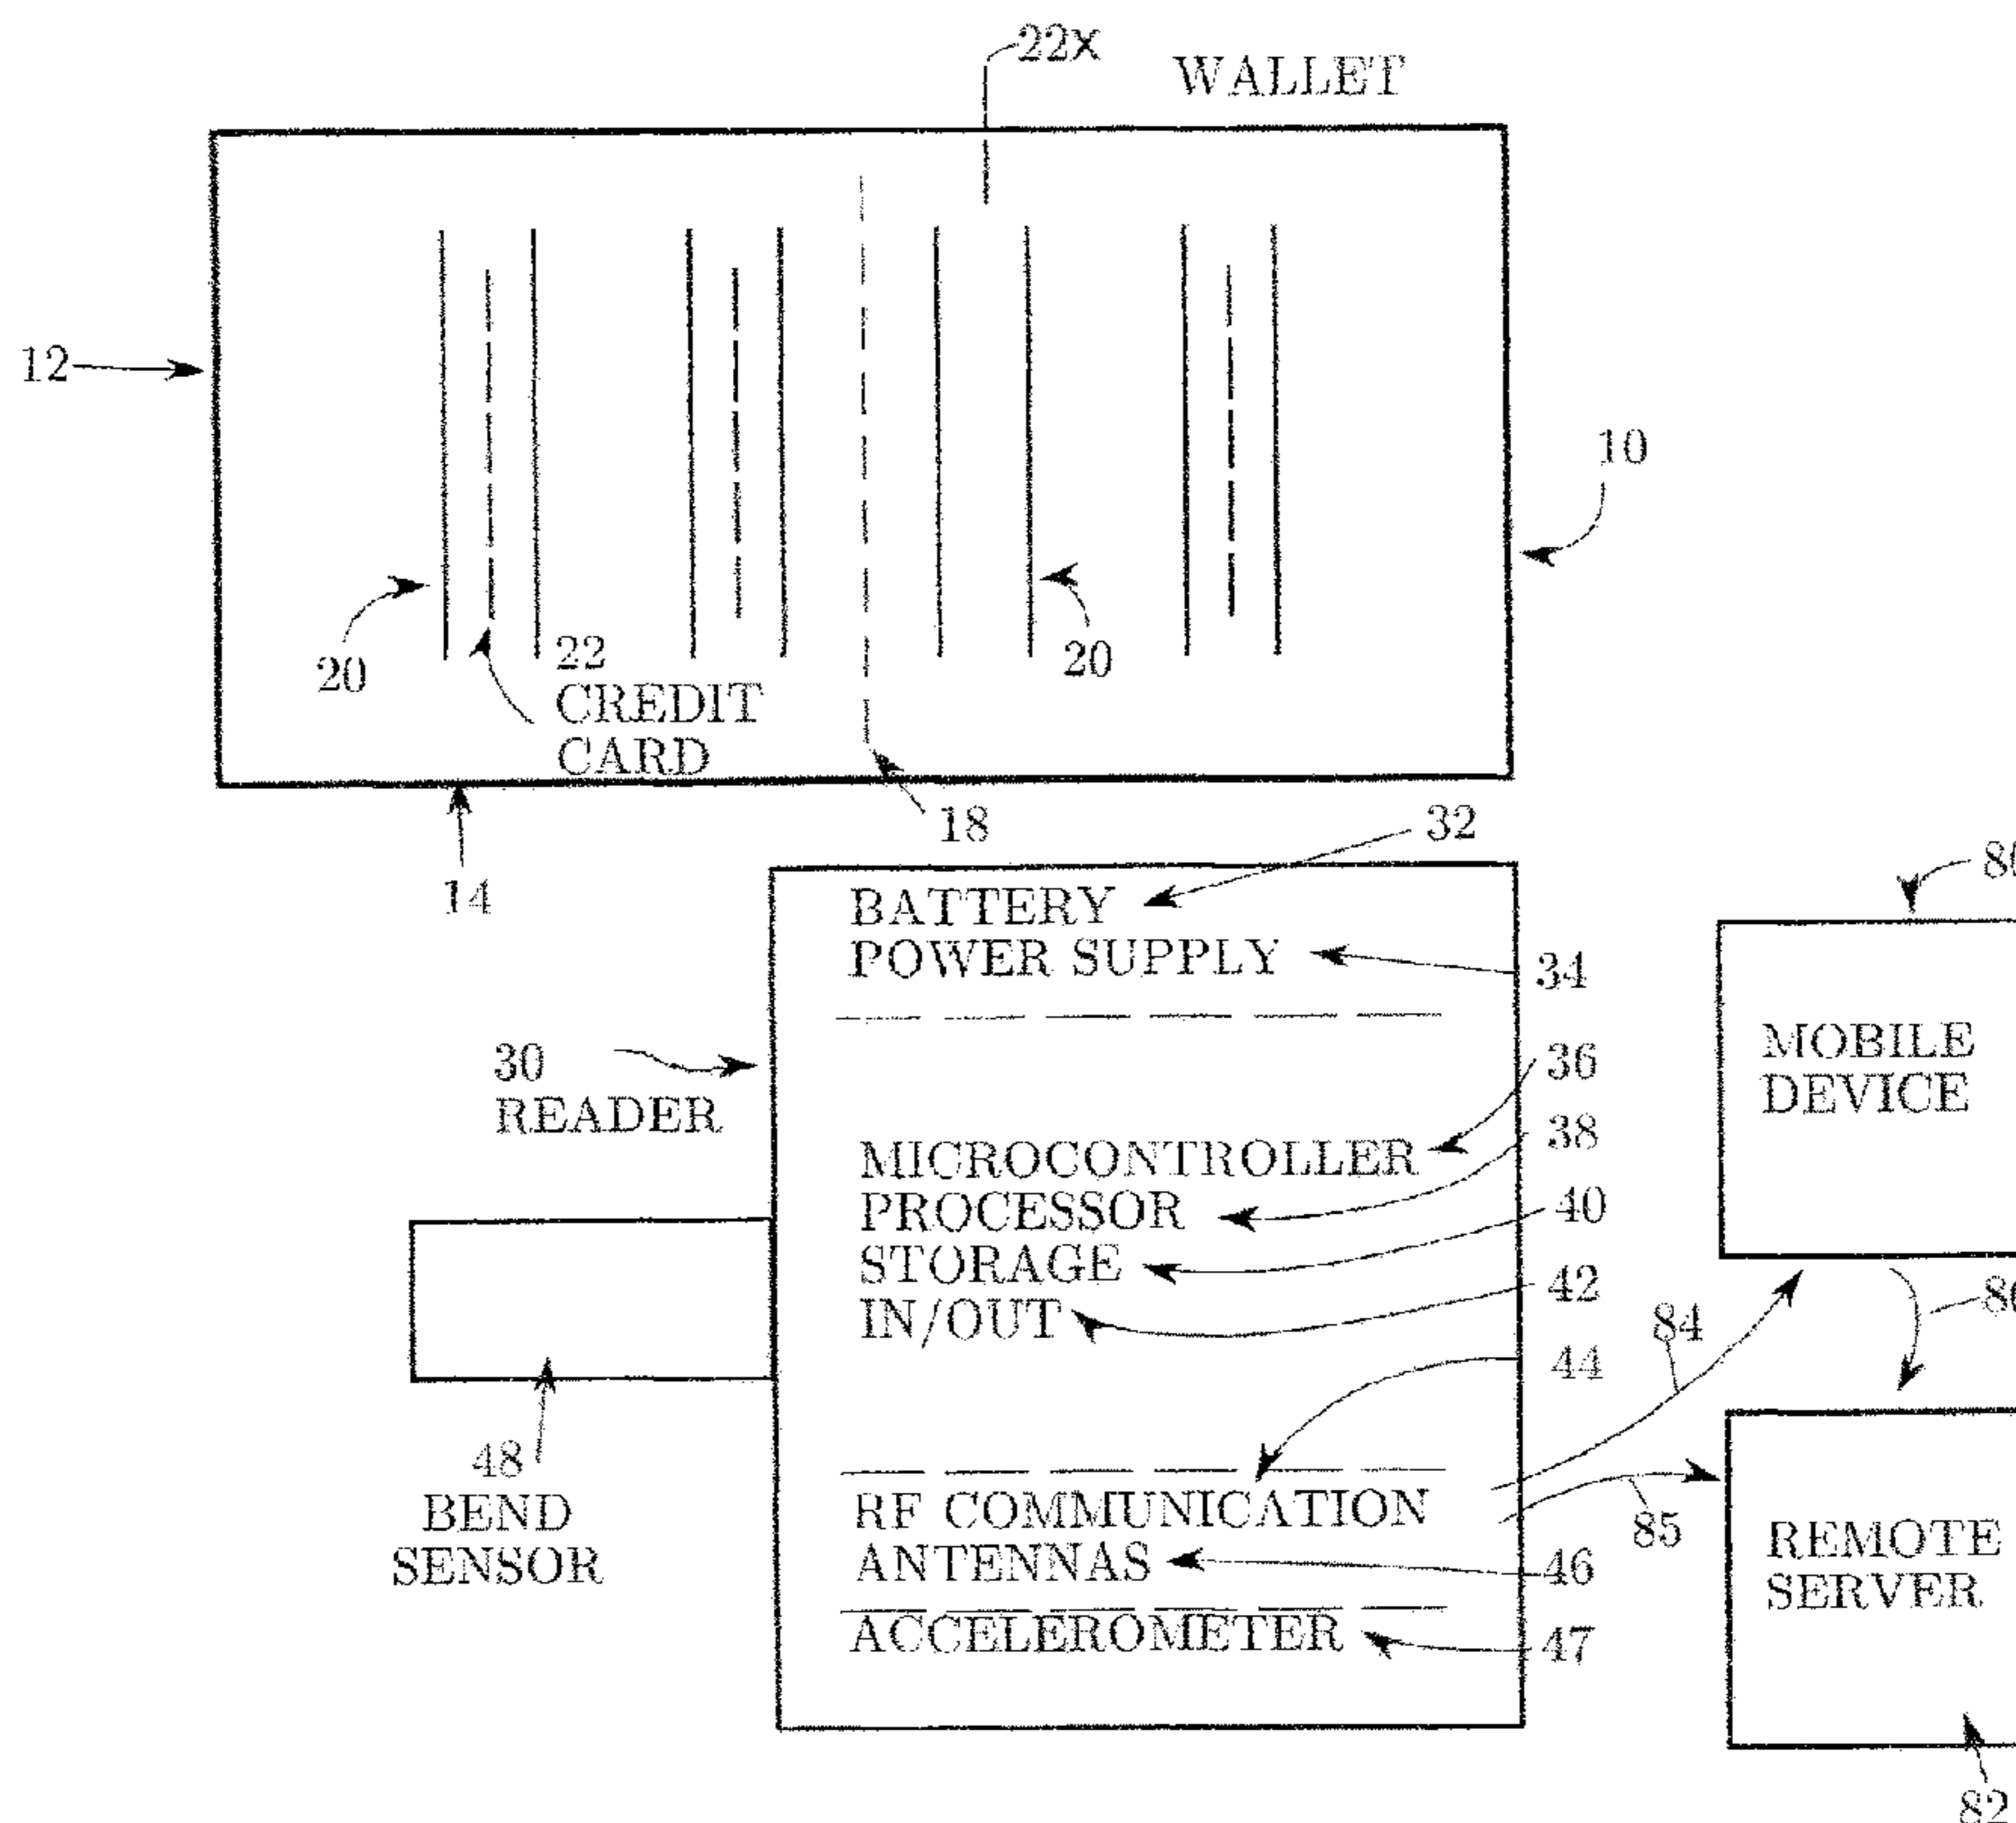 22X
WALLET
12
10
20
22
CREDIT
CARD
20
18
14
32
BATTERY
POWER SUPPLY
34
30
READER
36
MICROCONTROLLER
38
PROCESSOR
40
STORAGE
42
IN/OUT
44
48
BEND
SENSOR
RF COMMUNICATION
ANTENNAS
46
ACCELEROMETER
47
MOBILE
DEVICE
84
85
REMOTE
SERVER
82